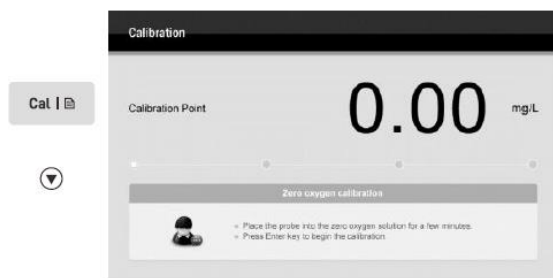 Calibration
Cal |
Calibration Point 0.00 mg/L
Zero oxygen calibration
Place the probe into the zero oxygen solution for a few minutes.
Press Enter key to begin the calibration